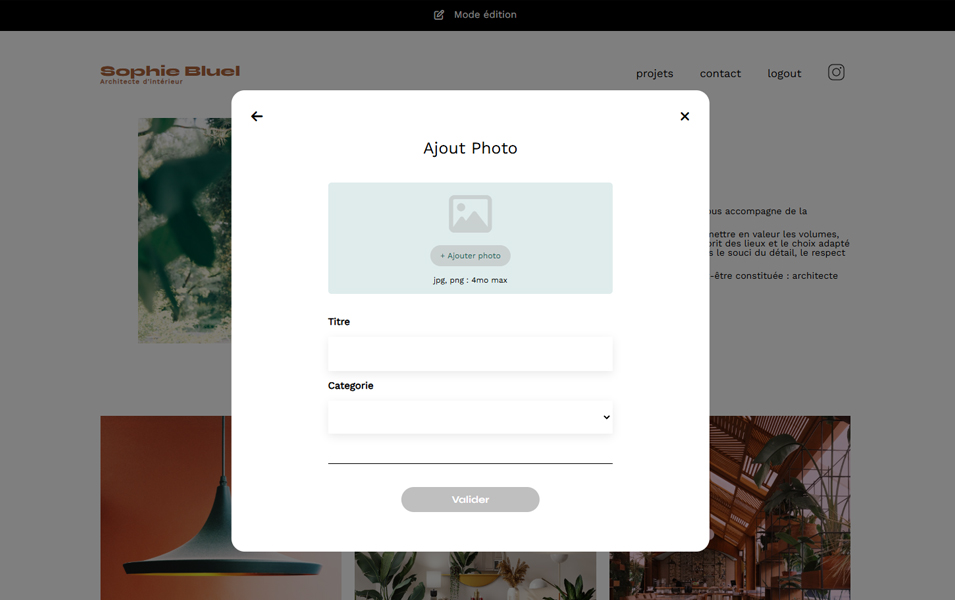 Mode édition
Sophie Bluel
Architecte d'intérieur
projets
contact
logout
Ajout Photo
+ Ajouter photo
jpg, png : 4mo max
accompagne de la
mettre en valeur les volumes,
des lieux et le choix adapté
le souci du détail, le respect
-être constituée : architecte
Titre
Categorie
Valider